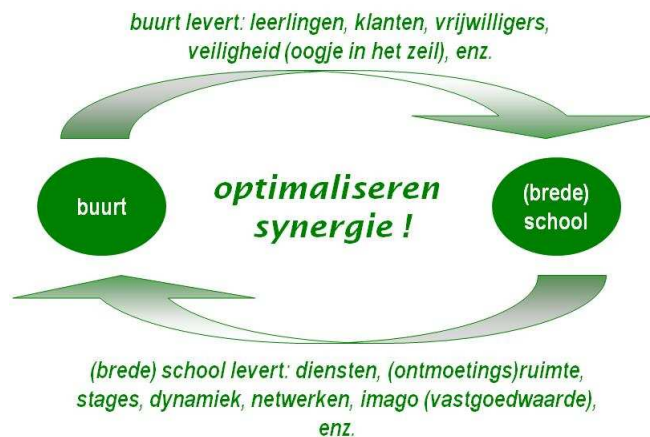 buurt levert: leerlingen, klanten, vrijwilligers,
veiligheid (oogje in het zeil), enz.
buurt
optimaliseren
synergie !
(brede)
school
(brede) school levert: diensten, (ontmoetings)ruimte,
stages, dynamiek, netwerken, imago (vastgoedwaarde),
enz.